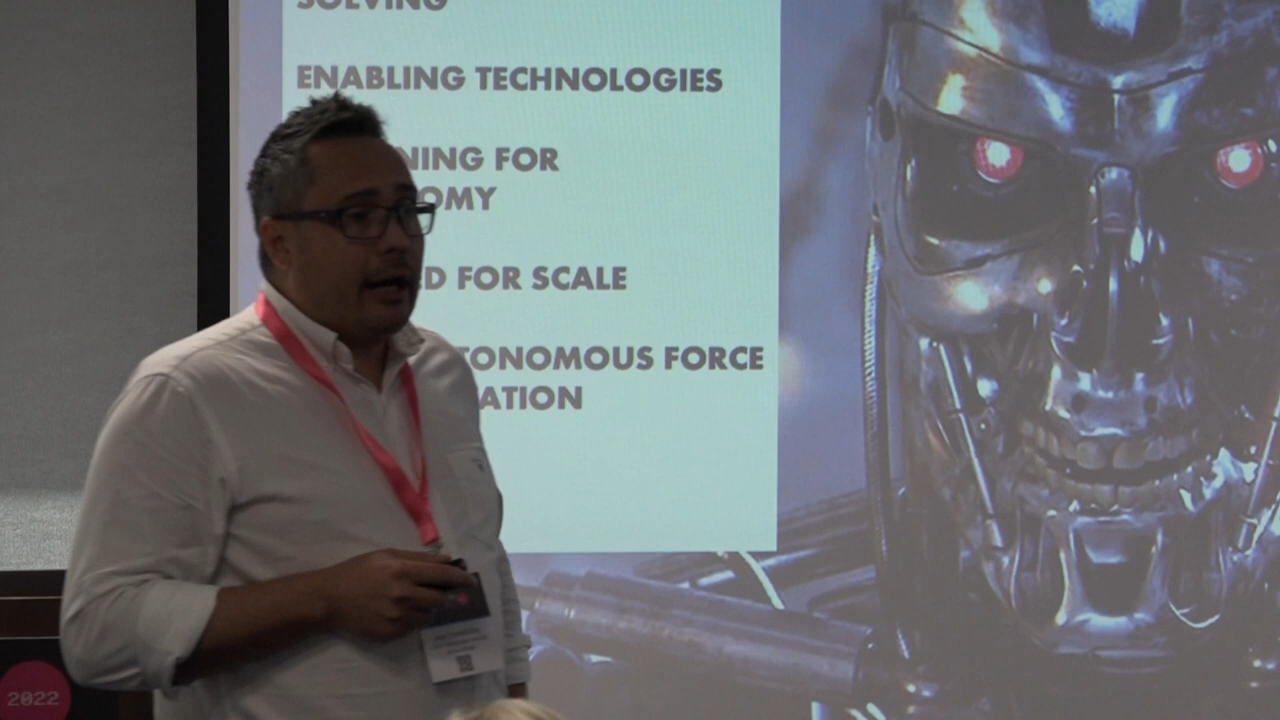 SOLVING
ENABLING TECHNOLOGIES
NING FOR
OMY
D FOR SCALE
TONOMOUS FORCE
ATION
2022